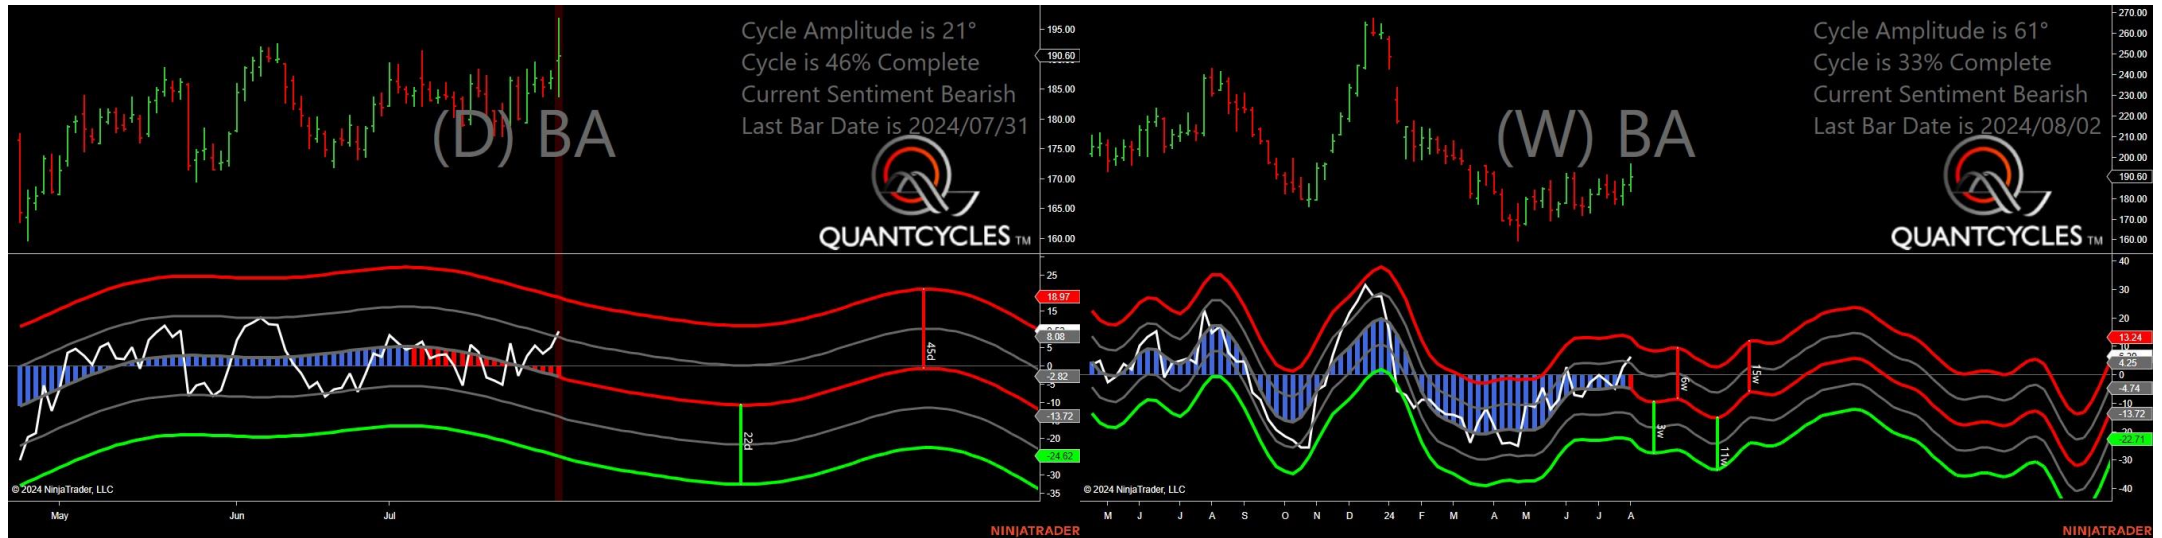 Cycle Amplitude is 21°
Cycle is 46% Complete
Current Sentiment Bearish
Last Bar Date is 2024/07/31
(D) BA
QUANTCYCLES TM
195.00
190.60
185.00
180.00
175.00
170.00
165.00
160.00
25
18.97
15
8.08
5
0
-2.82
-5
-10
-13.72
-20
-24.62
-30
-35
45d
22d
© 2024 NinjaTrader, LLC
May Jun Jul
NINJATRADER
Cycle Amplitude is 61°
Cycle is 33% Complete
Current Sentiment Bearish
Last Bar Date is 2024/08/02
(W) BA
QUANTCYCLES TM
270.00
260.00
250.00
240.00
230.00
220.00
210.00
200.00
190.60
180.00
170.00
160.00
40
30
20
13.24
10
4.25
0
-4.74
-10
-13.72
-20
-22.71
-30
-40
6w
15w
3w
11w
© 2024 NinjaTrader, LLC
M J J A S O N D 24 F M A M J J A
NINJATRADER